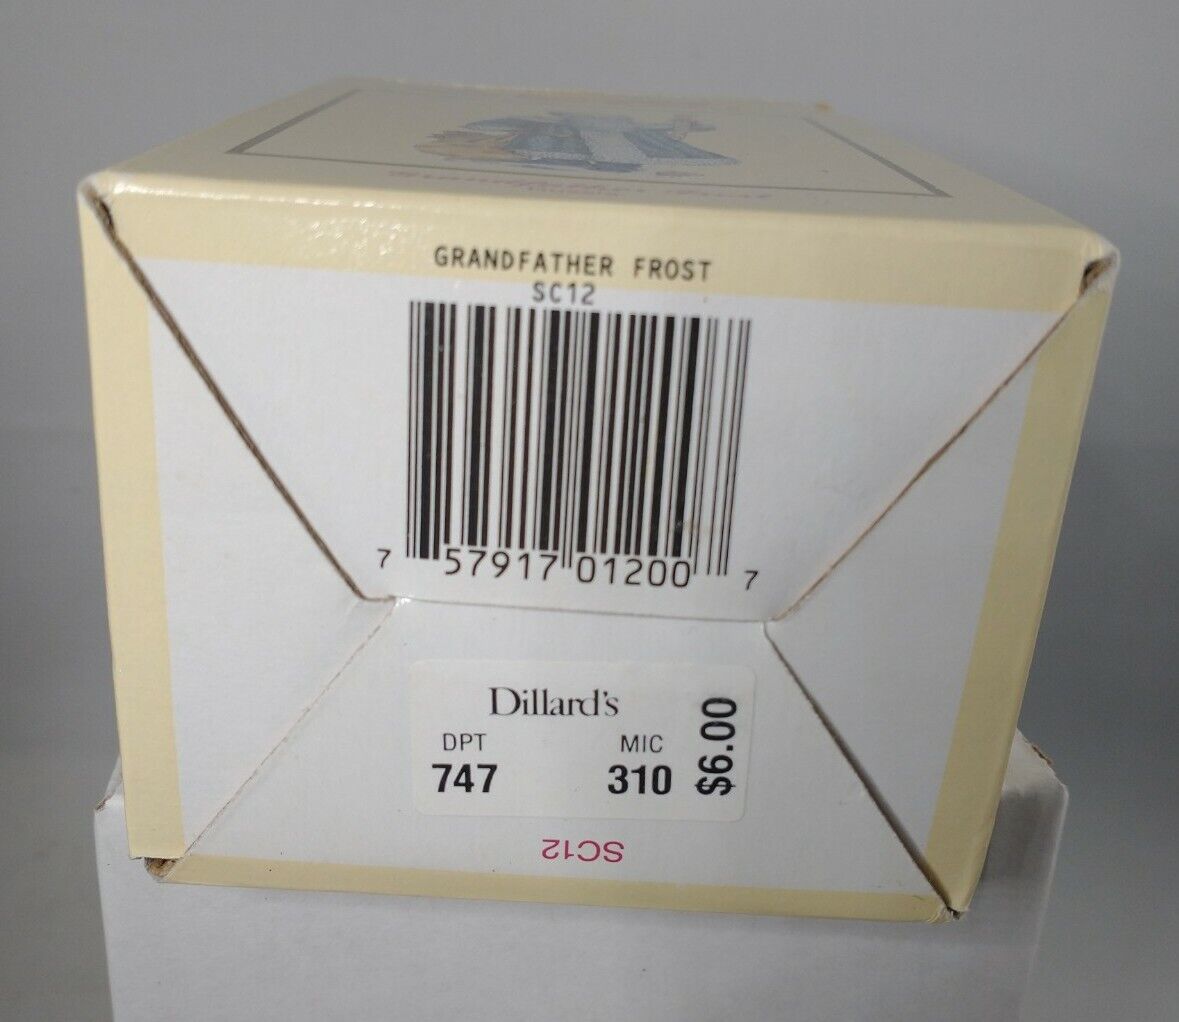 GRANDFATHER FROST
SC12
7 57917 01200 7
Dillard's
DPT MIC
747 310 $6.00
SC12